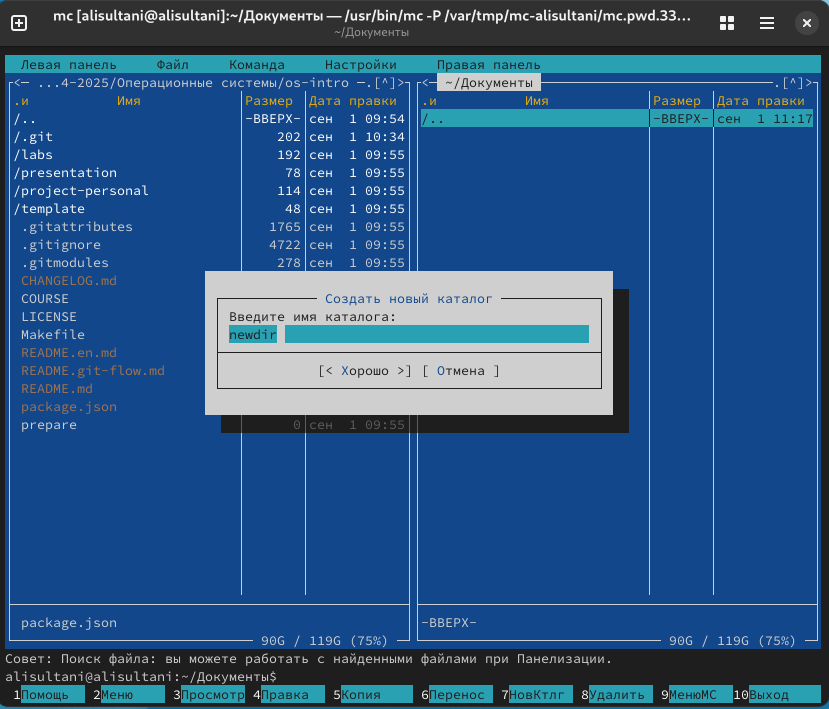 mc [alisultani@alisultani]:~/Документы — /usr/bin/mc -P /var/tmp/mc-alisultani/mc.pwd.33…
~/Документы
Левая панель Файл Команда Настройки Правая панель
<─ ...4-2025/Операционные системы/os-intro ─.[^]>
.и Имя Размер Дата правки
/.. -ВВЕРХ- сен 1 09:54
/.git 202 сен 1 10:34
/labs 192 сен 1 09:55
/presentation 78 сен 1 09:55
/project-personal 114 сен 1 09:55
/template 48 сен 1 09:55
.gitattributes 1765 сен 1 09:55
.gitignore 4722 сен 1 09:55
.gitmodules 278 сен 1 09:55
CHANGELOG.md
COURSE
LICENSE
Makefile
README.en.md
README.git-flow.md
README.md
package.json
prepare 0 сен 1 09:55
package.json
90G / 119G (75%)
<─ ~/Документы .[^]>
.и Имя Размер Дата правки
/.. -ВВЕРХ- сен 1 11:17
-ВВЕРХ-
90G / 119G (75%)
Создать новый каталог
Введите имя каталога:
newdir
[< Хорошо >] [ Отмена ]
Совет: Поиск файла: вы можете работать с найденными файлами при Панелизации.
alisultani@alisultani:~/Документы$
1Помощь 2Меню 3Просмотр 4Правка 5Копия 6Перенос 7НовКтлг 8Удалить 9МенюМС 10Выход